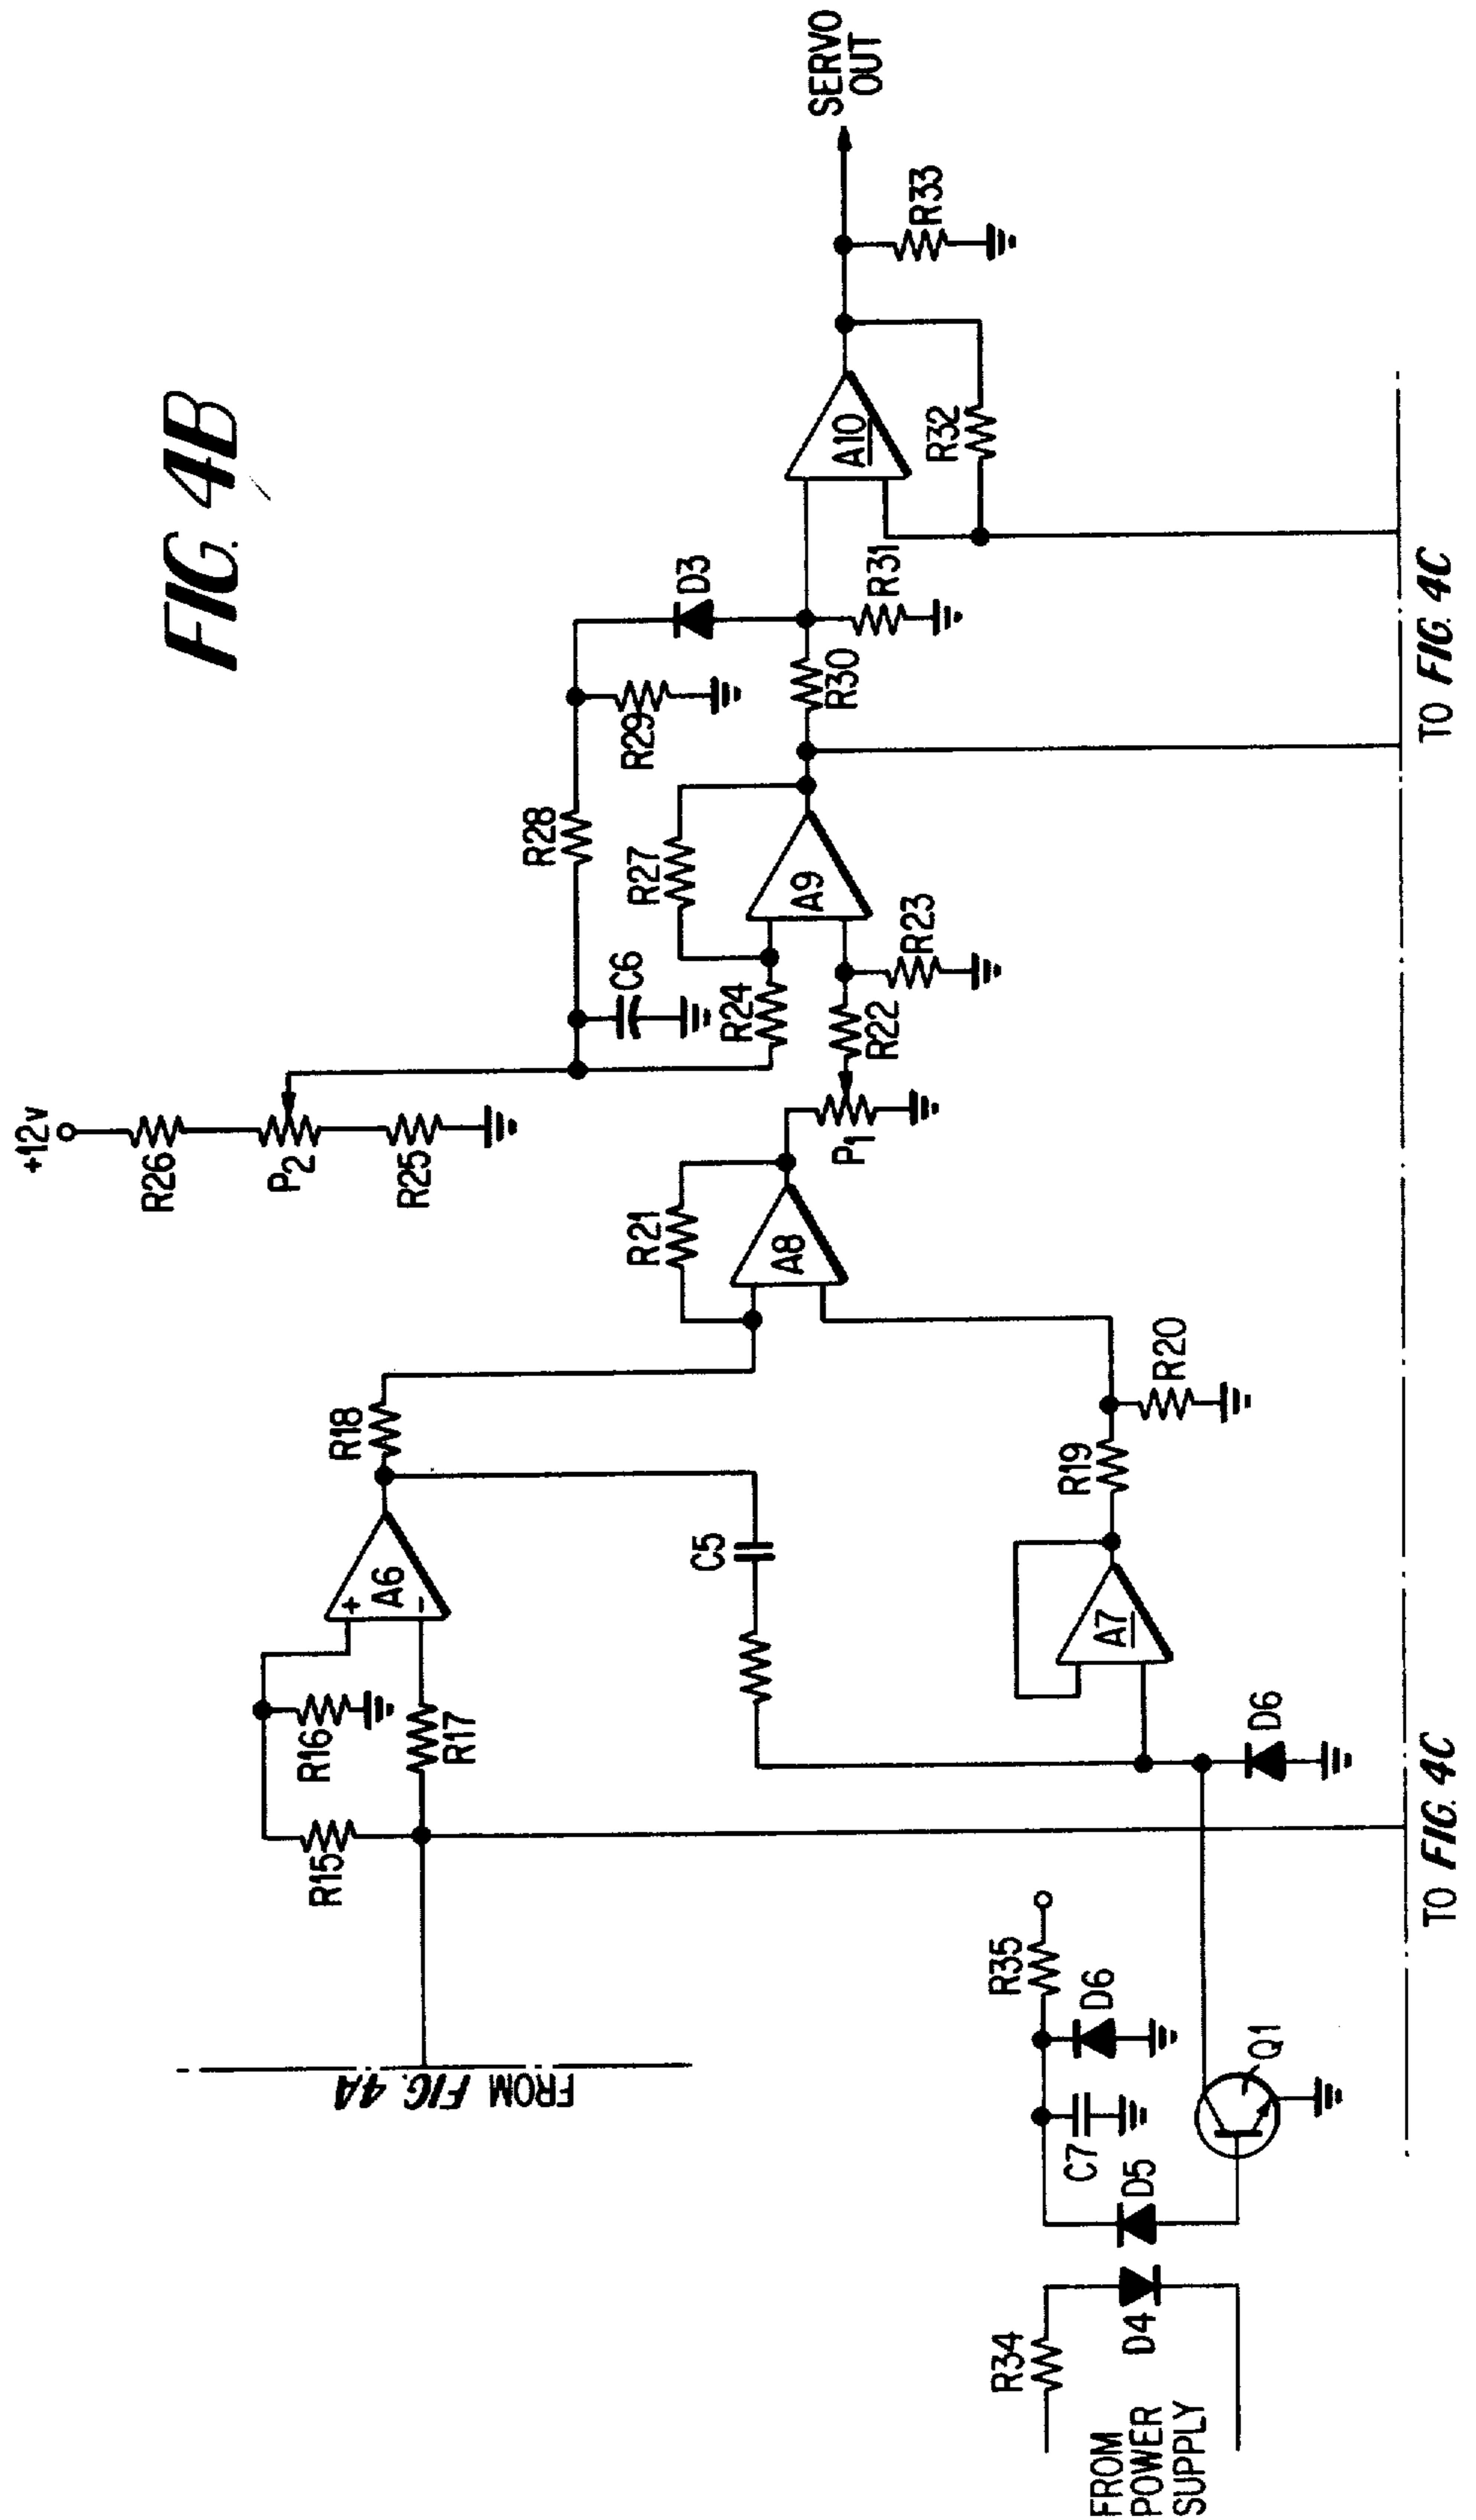 FIG. 4B
+12v
R26
P2
R25
R28
R29
D3
C6
R27
R24
A9
R22
R23
R30
R31
A10
R32
R33
SERVO
OUT
R21
A8
P1
R18
A6
+
-
R15
R16
R17
C5
A7
R19
R20
D6
FROM FIG. 4A
R35
D6
C7
D5
Q1
R34
D4
FROM
POWER
SUPPLY
TO FIG. 4C
TO FIG. 4C